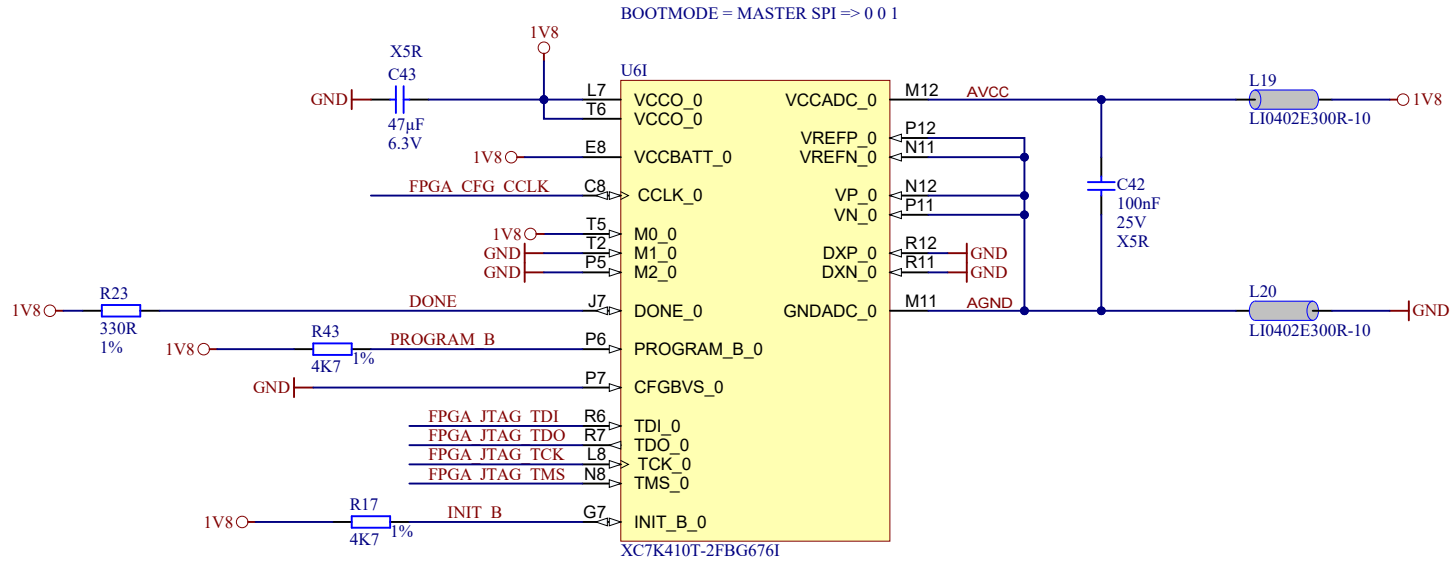 BOOTMODE = MASTER SPI => 0 0 1
1V8
X5R
C43
GND
47µF
6.3V
U6I
L7 VCCO_0
T6 VCCO_0
1V8 E8 VCCBATT_0
FPGA_CFG_CCLK C8 CCLK_0
1V8 T5 M0_0
GND T2 M1_0
GND P5 M2_0
1V8 R23 DONE J7 DONE_0
330R
1%
1V8 R43 PROGRAM_B P6 PROGRAM_B_0
4K7 1%
GND P7 CFGBVS_0
FPGA_JTAG_TDI R6 TDI_0
FPGA_JTAG_TDO R7 TDO_0
FPGA_JTAG_TCK L8 TCK_0
FPGA_JTAG_TMS N8 TMS_0
1V8 R17 INIT_B G7 INIT_B_0
4K7 1%
VCCADC_0 M12 AVCC
VREFP_0 P12
VREFN_0 N11
VP_0 N12
VN_0 P11
DXP_0 R12 GND
DXN_0 R11 GND
GNDADC_0 M11 AGND
XC7K410T-2FBG676I
L19
1V8
LI0402E300R-10
C42
100nF
25V
X5R
L20
GND
LI0402E300R-10